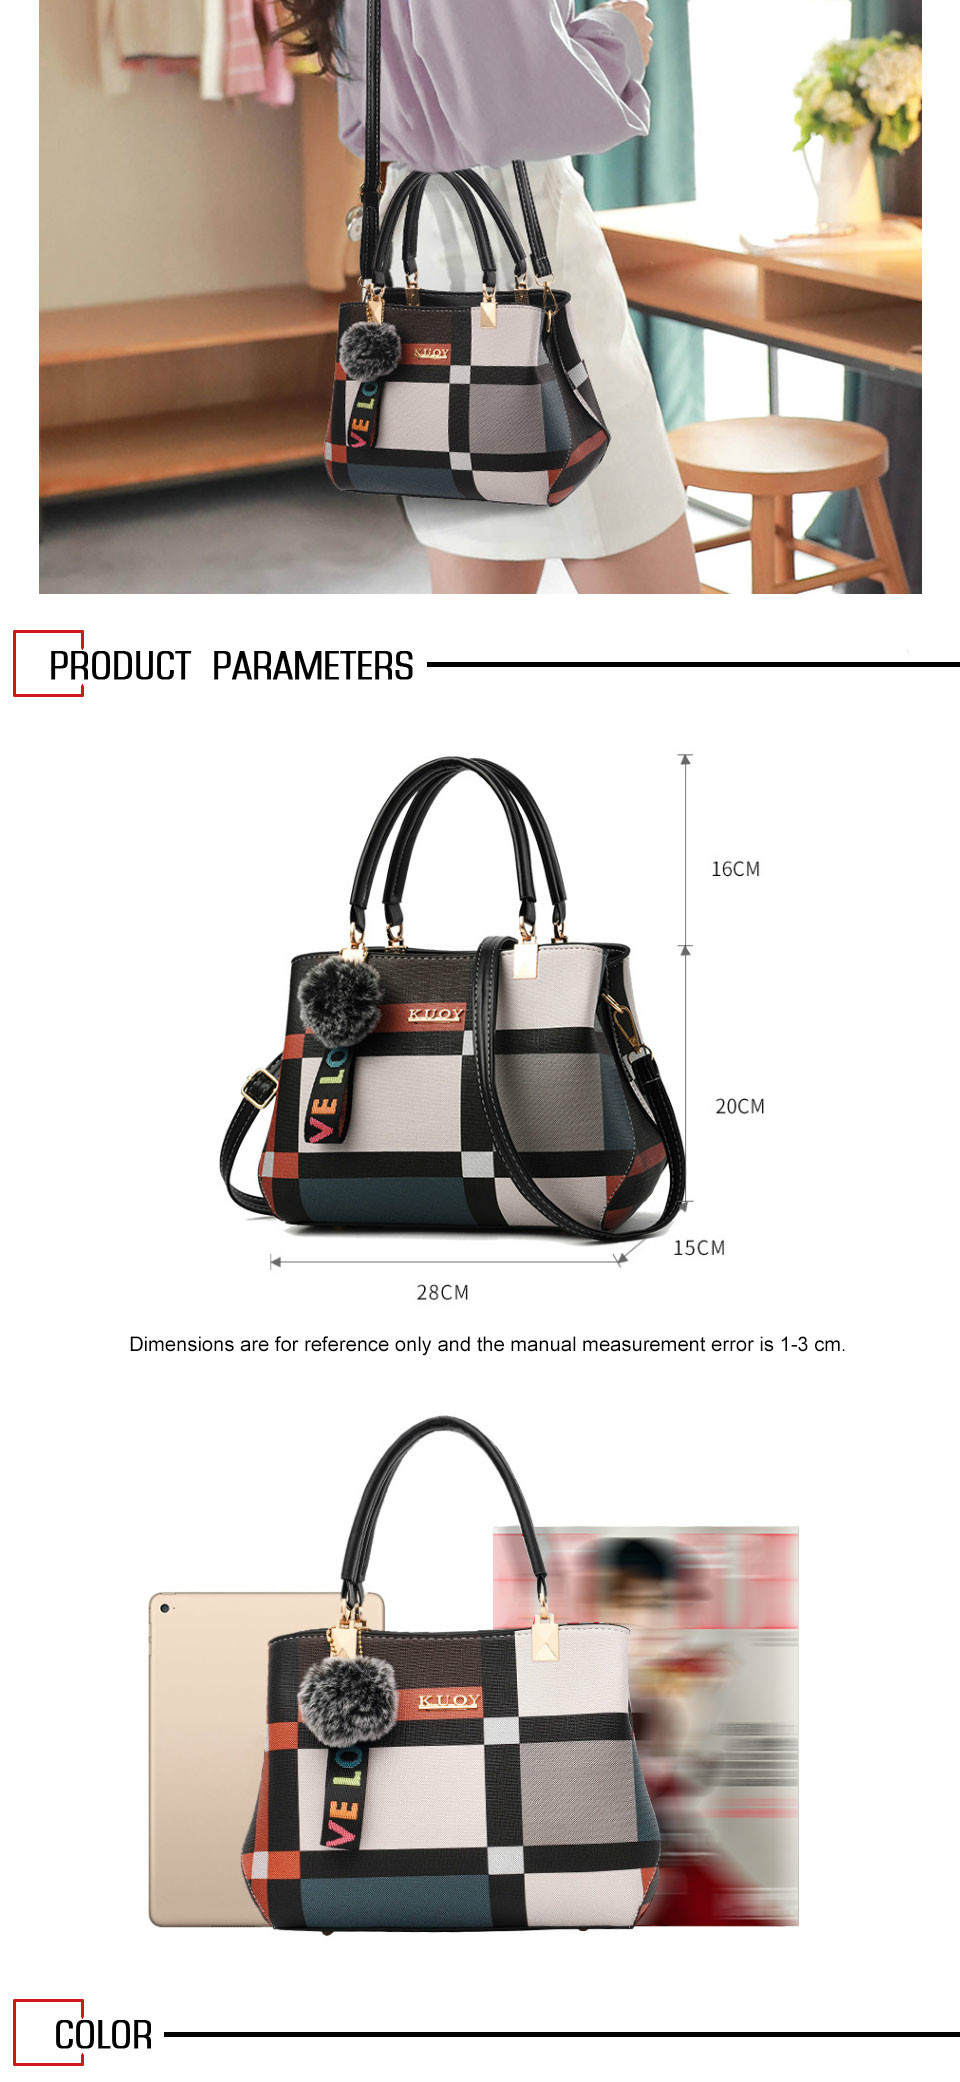 KUOY
VE LO
PRODUCT PARAMETERS
16CM
KUOY
VE LO
20CM
15CM
28CM
Dimensions are for reference only and the manual measurement error is 1-3 cm.
KUOY
VE LO
COLOR